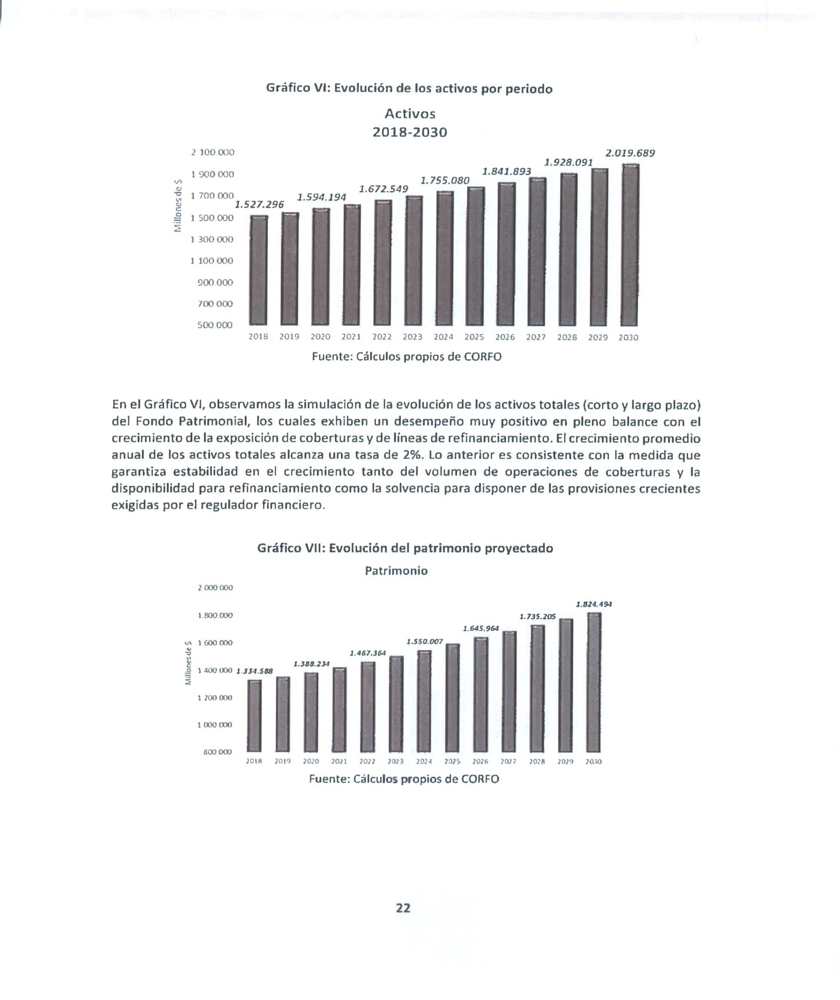 Gráfico VI: Evolución de los activos por periodo
Activos
2018-2030
2 100 000
1 900 000
1 700 000
1 500.000
1 300 000
1 100 000
900.000
700 000
500.000
Millones de $
1.527.296
1.594.194
1.672.549
1.755.080
1.841.893
1.928.091
2.019.689
2018 2019 2020 2021 2022 2023 2024 2025 2026 2027 2028 2029 2030
Fuente: Cálculos propios de CORFO
En el Gráfico VI, observamos la simulación de la evolución de los activos totales (corto y largo plazo)
del Fondo Patrimonial, los cuales exhiben un desempeño muy positivo en pleno balance con el
crecimiento de la exposición de coberturas y de líneas de refinanciamiento. El crecimiento promedio
anual de los activos totales alcanza una tasa de 2%. Lo anterior es consistente con la medida que
garantiza estabilidad en el crecimiento tanto del volumen de operaciones de coberturas y la
disponibilidad para refinanciamiento como la solvencia para disponer de las provisiones crecientes
exigidas por el regulador financiero.
Gráfico VII: Evolución del patrimonio proyectado
Patrimonio
2 000 000
1.800.000
1 600 000
1 400 000
1 200 000
1 000 000
800 000
Millones de $
1.334.588
1.388.234
1.467.364
1.550.007
1.645.964
1.735.205
1.824.494
2018 2019 2020 2021 2022 2023 2024 2025 2026 2027 2028 2029 2030
Fuente: Cálculos propios de CORFO
22